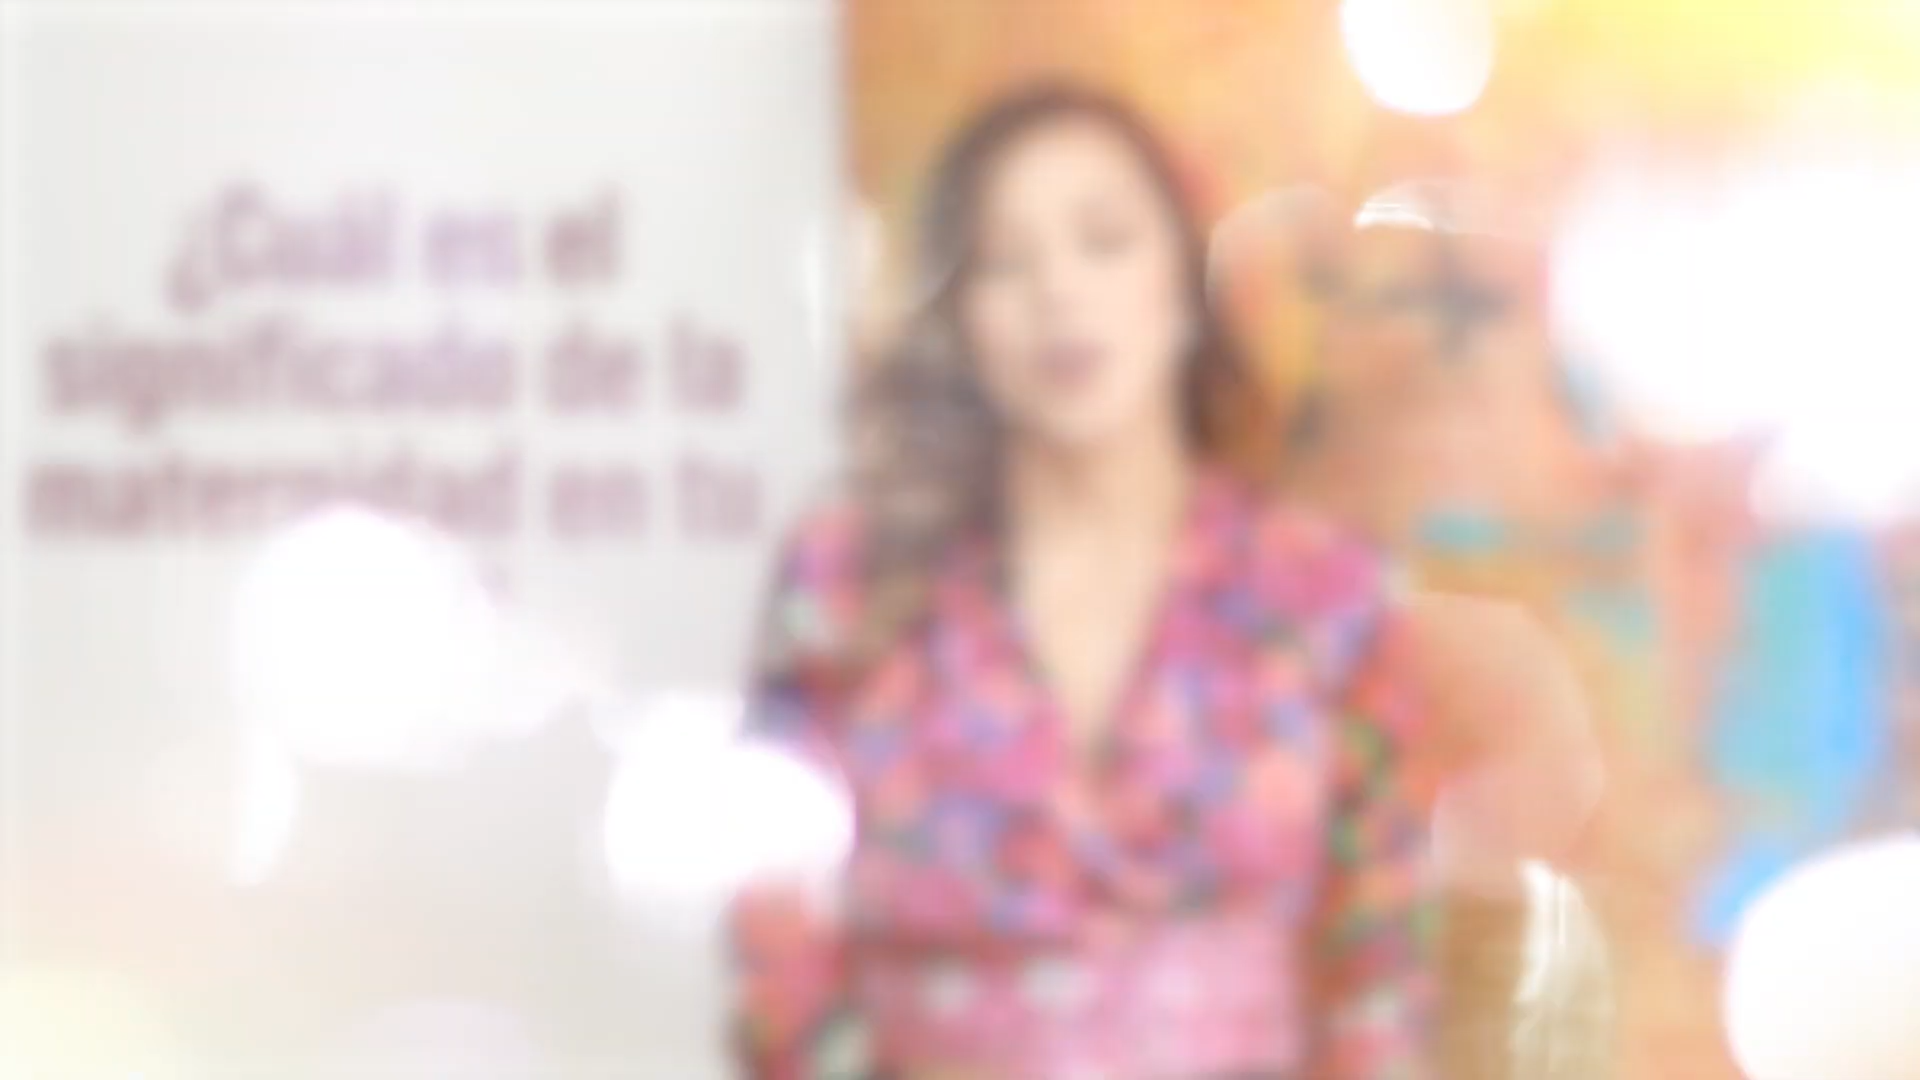 ¿Cuál es el
significado de la
maternidad en tu